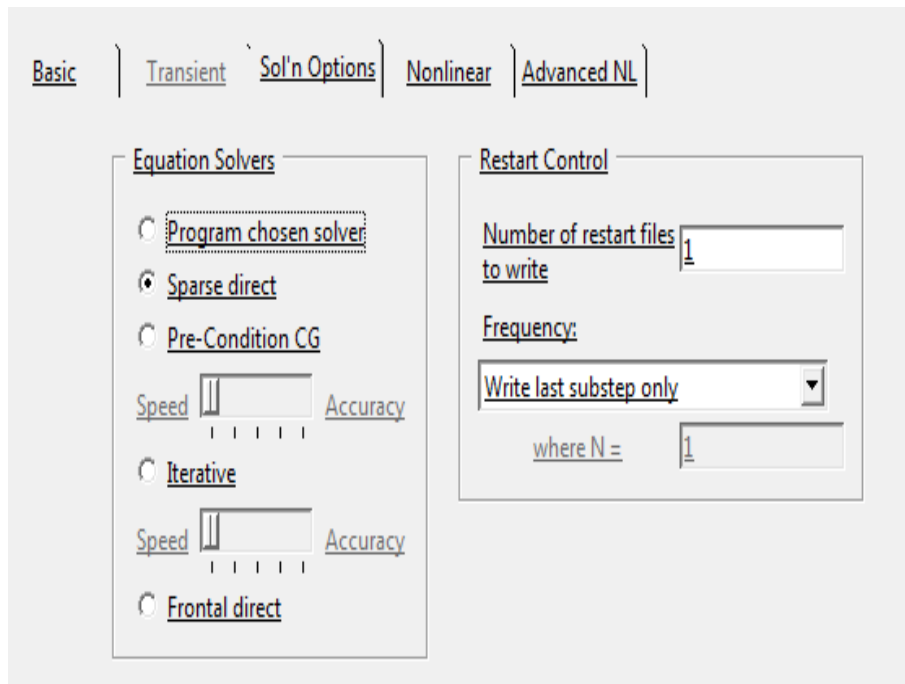 Basic Transient Sol'n Options Nonlinear Advanced NL
Equation Solvers
Program chosen solver
Sparse direct
Pre-Condition CG
Speed Accuracy
Iterative
Speed Accuracy
Frontal direct
Restart Control
Number of restart files
to write
1
Frequency:
Write last substep only
where N = 1